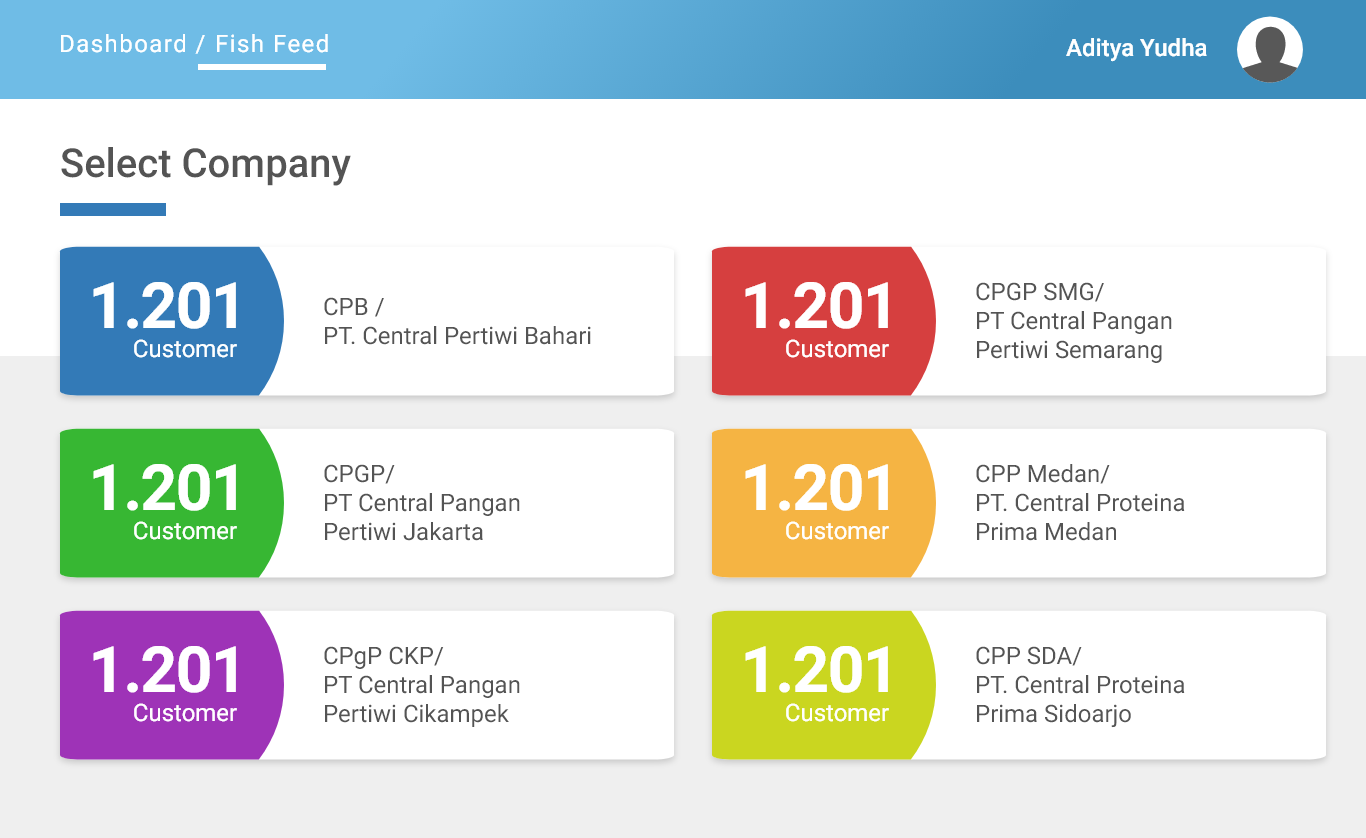 Dashboard / Fish Feed
Aditya Yudha
Select Company
1.201
Customer
CPB /
PT. Central Pertiwi Bahari
1.201
Customer
CPGP SMG/
PT Central Pangan
Pertiwi Semarang
1.201
Customer
CPGP/
PT Central Pangan
Pertiwi Jakarta
1.201
Customer
CPP Medan/
PT. Central Proteina
Prima Medan
1.201
Customer
CPgP CKP/
PT Central Pangan
Pertiwi Cikampek
1.201
Customer
CPP SDA/
PT. Central Proteina
Prima Sidoarjo